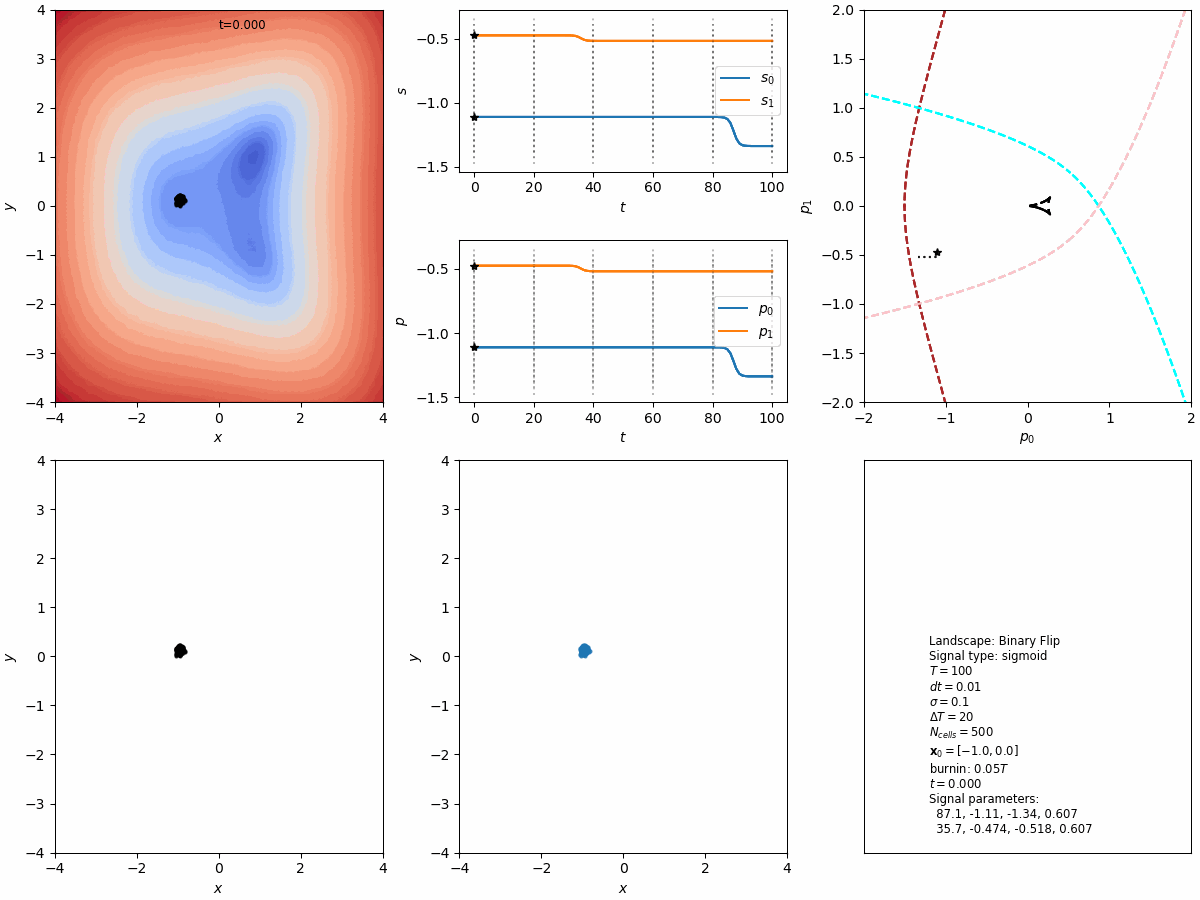 t=0.000
4
3
2
1
0
−1
−2
−3
−4
y
−4
−2
0
2
4
x
−0.5
−1.0
−1.5
s
s0
s1
0
20
40
60
80
100
t
−0.5
−1.0
−1.5
p
p0
p1
0
20
40
60
80
100
t
2.0
1.5
1.0
0.5
0.0
−0.5
−1.0
−1.5
−2.0
p1
−2
−1
0
1
2
p0
4
3
2
1
0
−1
−2
−3
−4
y
−4
−2
0
2
4
x
4
3
2
1
0
−1
−2
−3
−4
y
−4
−2
0
2
4
x
Landscape: Binary Flip
Signal type: sigmoid
T = 100
dt = 0.01
σ = 0.1
ΔT = 20
Ncells = 500
x0 = [−1.0, 0.0]
burnin: 0.05T
t = 0.000
Signal parameters:
87.1, -1.11, -1.34, 0.607
35.7, -0.474, -0.518, 0.607